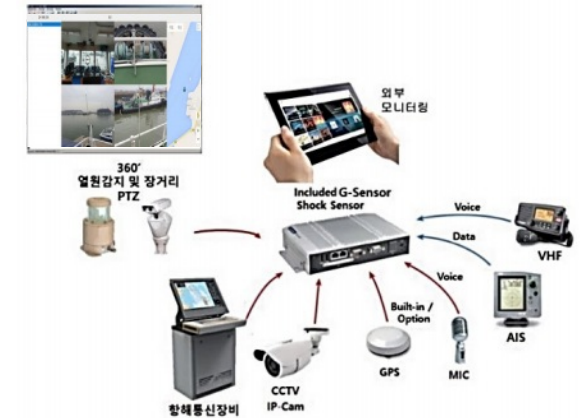 외부
모니터링
360˚
열원감지 및 장거리
PTZ
Included G-Sensor
Shock Sensor
Voice
VHF
Data
Voice
AIS
Built-in /
Option
GPS
MIC
CCTV
IP-Cam
항해통신장비